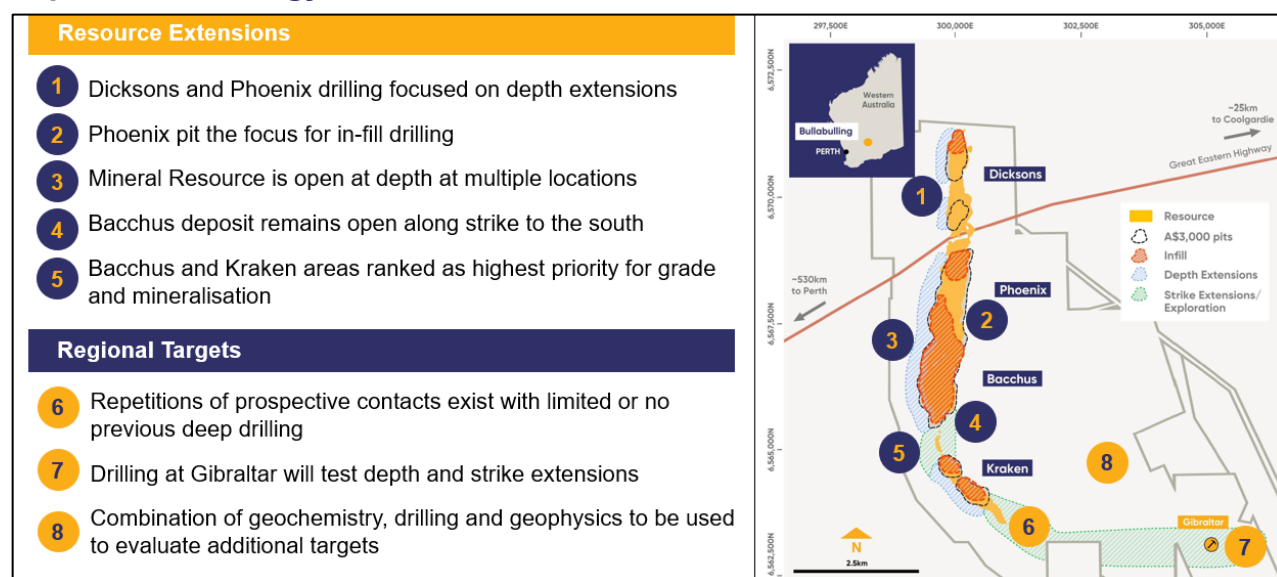 Resource Extensions
1 Dicksons and Phoenix drilling focused on depth extensions
2 Phoenix pit the focus for in-fill drilling
3 Mineral Resource is open at depth at multiple locations
4 Bacchus deposit remains open along strike to the south
5 Bacchus and Kraken areas ranked as highest priority for grade
and mineralisation
Regional Targets
6 Repetitions of prospective contacts exist with limited or no
previous deep drilling
7 Drilling at Gibraltar will test depth and strike extensions
8 Combination of geochemistry, drilling and geophysics to be used
to evaluate additional targets
297,500E
300,000E
302,500E
305,000E
6,572,500N
6,570,000N
6,567,500N
6,565,000N
6,562,500N
Western
Australia
Bullabulling
PERTH
~25km
to Coolgardie
Great Eastern Highway
~530km
to Perth
Dicksons
1
Resource
A$3,000 pits
Infill
Depth Extensions
Strike Extensions/
Exploration
Phoenix
2
3
Bacchus
4
5
Kraken
8
6
Gibraltar
7
N
2.5km